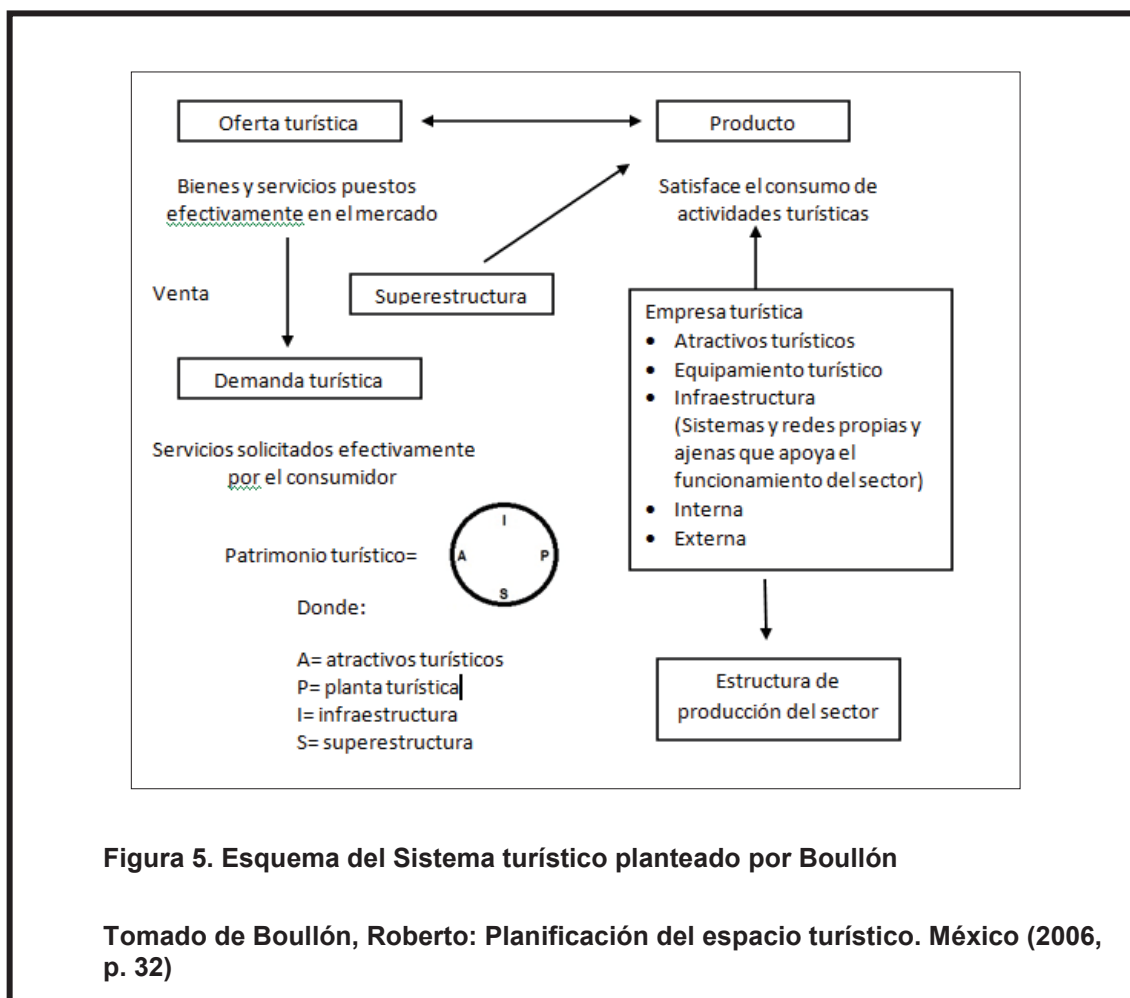 Oferta turística
Producto
Bienes y servicios puestos
efectivamente en el mercado
Satisface el consumo de
actividades turísticas
Venta
Superestructura
Empresa turística
• Atractivos turísticos
• Equipamiento turístico
• Infraestructura
(Sistemas y redes propias y
ajenas que apoya el
funcionamiento del sector)
• Interna
• Externa
Demanda turística
Servicios solicitados efectivamente
por el consumidor
Patrimonio turístico=
I
A
P
S
Donde:
A= atractivos turísticos
P= planta turística
I= infraestructura
S= superestructura
Estructura de
producción del sector
Figura 5. Esquema del Sistema turístico planteado por Boullón
Tomado de Boullón, Roberto: Planificación del espacio turístico. México (2006,
p. 32)